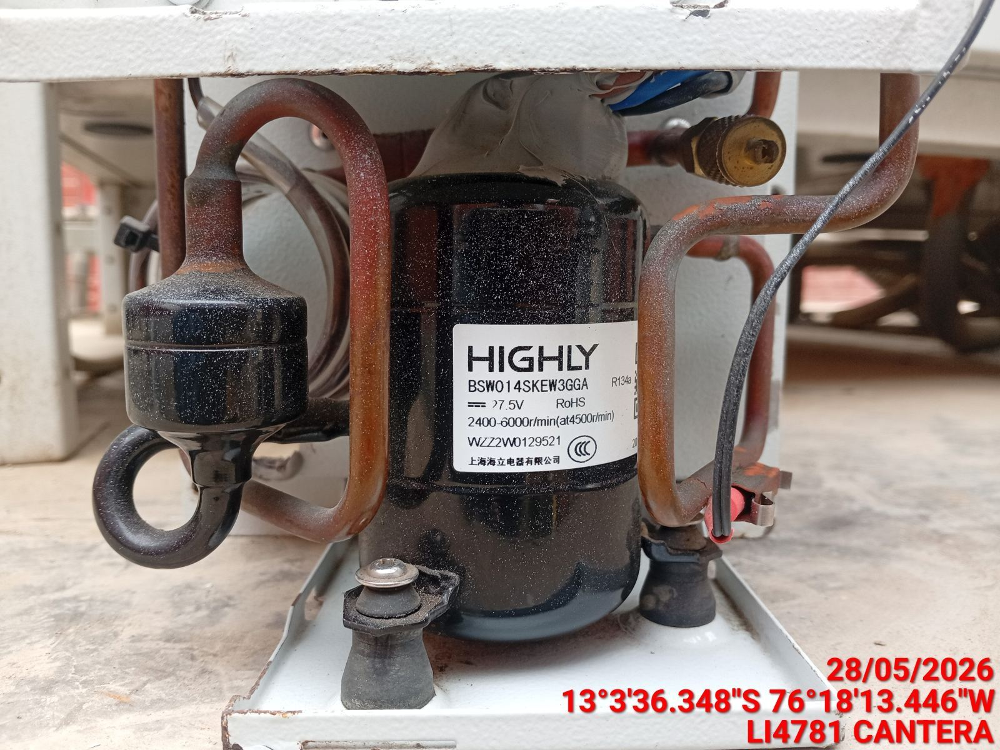 HIGHLY
BSW014SKEW3GGA R134a
27.5V RoHS
2400-6000r/min(at4500r/min)
WZZ2W0129521
上海海立电器有限公司
28/05/2026
13°3'36.348"S 76°18'13.446"W
LI4781 CANTERA